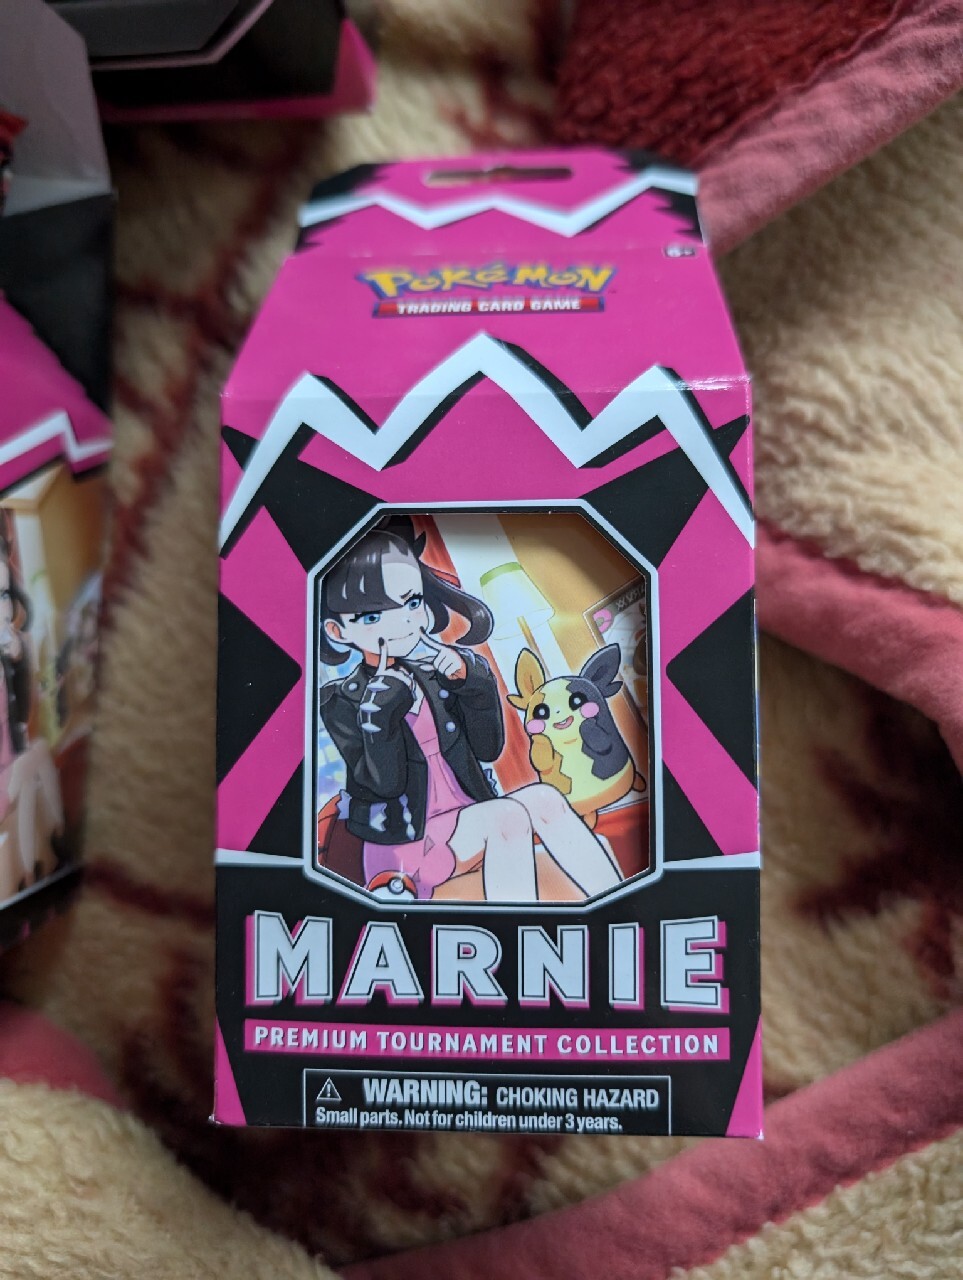 6+
POKéMON
TRADING CARD GAME
MARNIE
PREMIUM TOURNAMENT COLLECTION
WARNING: CHOKING HAZARD
Small parts. Not for children under 3 years.